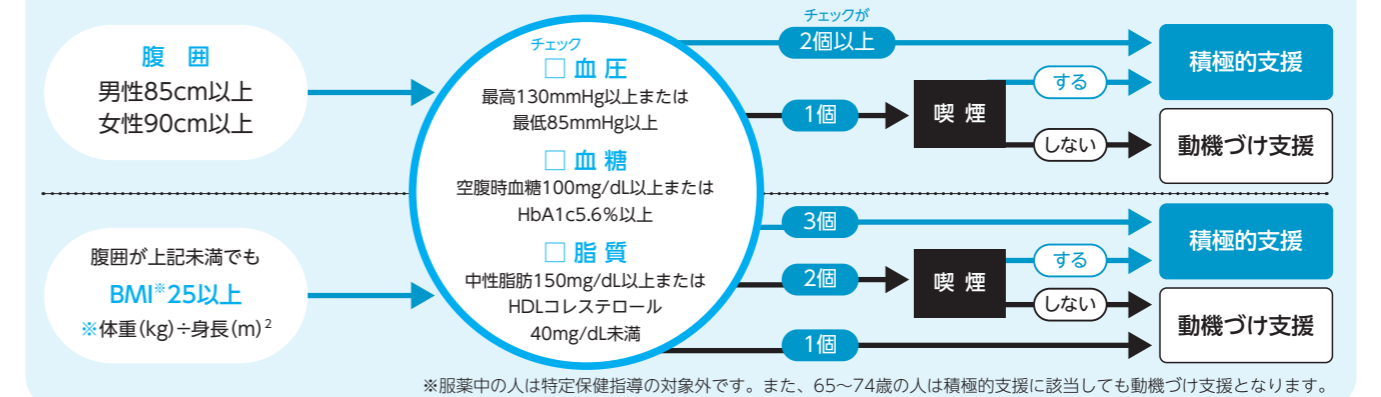 腹 囲
男性85cm以上
女性90cm以上
チェック
□ 血 圧
最高130mmHg以上または
最低85mmHg以上
□ 血 糖
空腹時血糖100mg/dL以上または
HbA1c5.6%以上
□ 脂 質
中性脂肪150mg/dL以上または
HDLコレステロール
40mg/dL未満
チェックが
2個以上
1個
喫 煙
する
しない
積極的支援
動機づけ支援
腹囲が上記未満でも
BMI※25以上
※体重(kg)÷身長(m)²
3個
2個
喫 煙
する
しない
1個
積極的支援
動機づけ支援
※服薬中の人は特定保健指導の対象外です。また、65〜74歳の人は積極的支援に該当しても動機づけ支援となります。